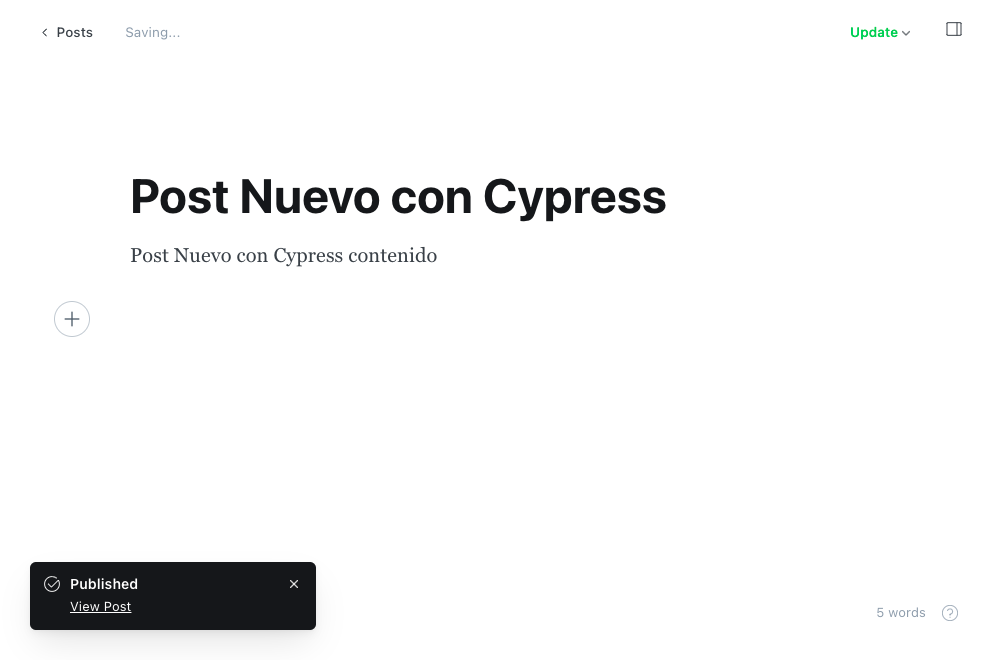 Posts
Saving...
Update
Post Nuevo con Cypress
Post Nuevo con Cypress contenido
Published
View Post
5 words